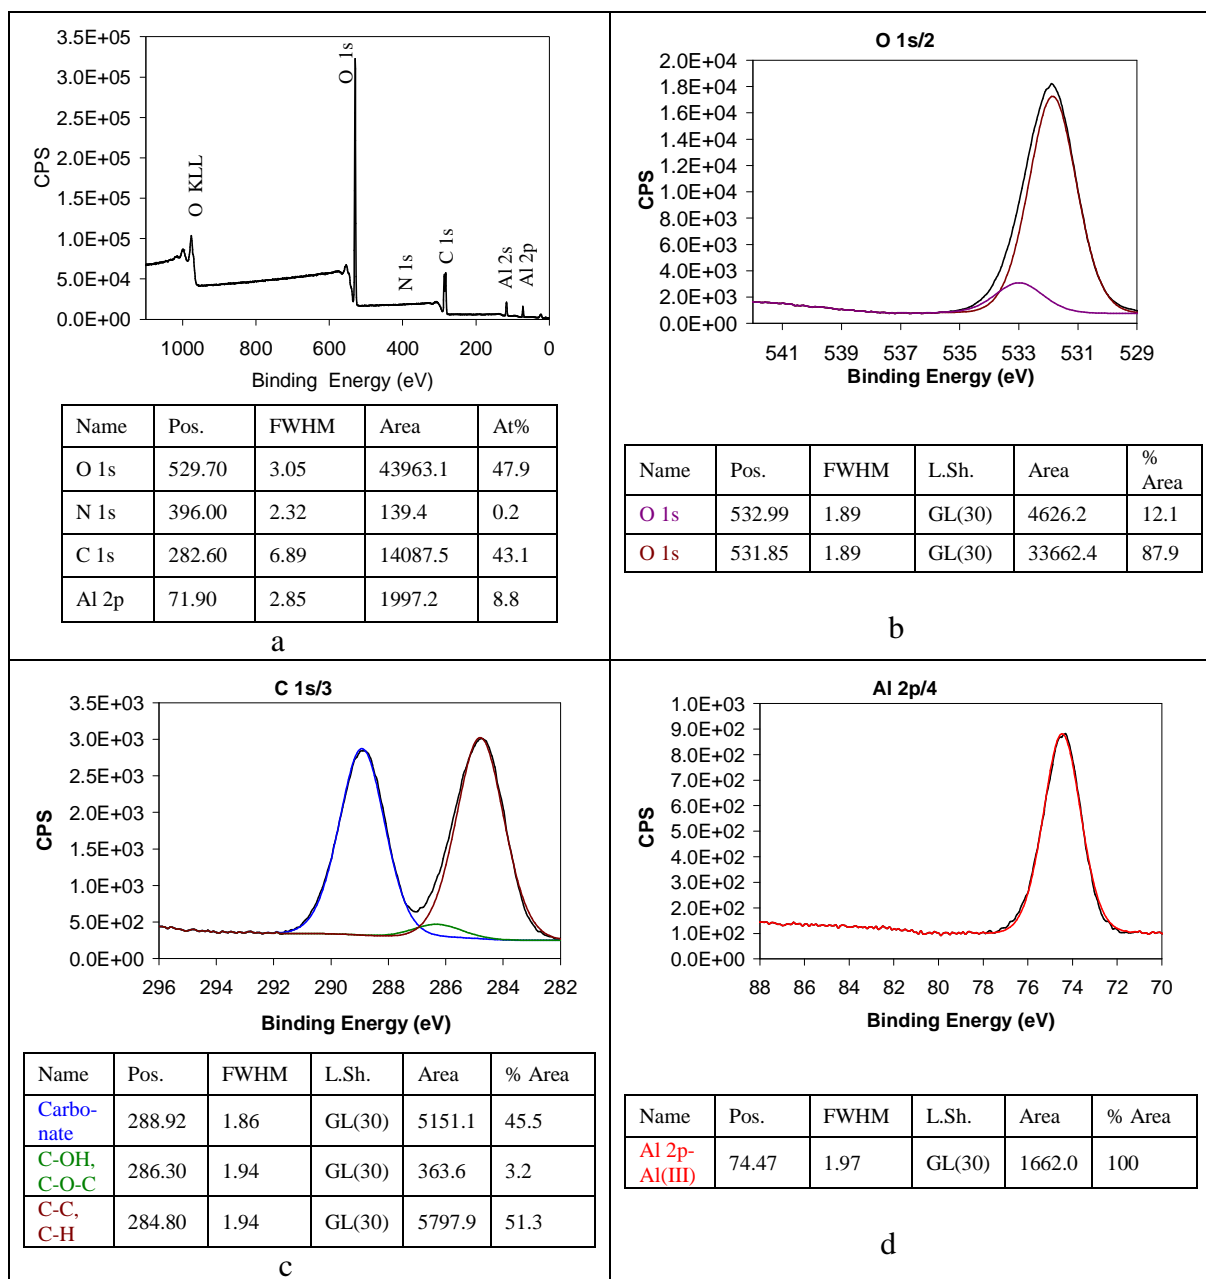 3.5E+05
3.0E+05
2.5E+05
2.0E+05
1.5E+05
1.0E+05
5.0E+04
0.0E+00
CPS
O KLL
O 1s
N 1s
C 1s
Al 2s
Al 2p
1000 800 600 400 200 0
Binding Energy (eV)
Name Pos. FWHM Area At%
O 1s 529.70 3.05 43963.1 47.9
N 1s 396.00 2.32 139.4 0.2
C 1s 282.60 6.89 14087.5 43.1
Al 2p 71.90 2.85 1997.2 8.8
a
O 1s/2
2.0E+04
1.8E+04
1.6E+04
1.4E+04
1.2E+04
1.0E+04
8.0E+03
6.0E+03
4.0E+03
2.0E+03
0.0E+00
CPS
541 539 537 535 533 531 529
Binding Energy (eV)
Name Pos. FWHM L.Sh. Area %
Area
O 1s 532.99 1.89 GL(30) 4626.2 12.1
O 1s 531.85 1.89 GL(30) 33662.4 87.9
b
C 1s/3
3.5E+03
3.0E+03
2.5E+03
2.0E+03
1.5E+03
1.0E+03
5.0E+02
0.0E+00
CPS
296 294 292 290 288 286 284 282
Binding Energy (eV)
Name Pos. FWHM L.Sh. Area % Area
Carbo-
nate 288.92 1.86 GL(30) 5151.1 45.5
C-OH,
C-O-C 286.30 1.94 GL(30) 363.6 3.2
C-C,
C-H 284.80 1.94 GL(30) 5797.9 51.3
c
Al 2p/4
1.0E+03
9.0E+02
8.0E+02
7.0E+02
6.0E+02
5.0E+02
4.0E+02
3.0E+02
2.0E+02
1.0E+02
0.0E+00
CPS
88 86 84 82 80 78 76 74 72 70
Binding Energy (eV)
Name Pos. FWHM L.Sh. Area % Area
Al 2p-
Al(III) 74.47 1.97 GL(30) 1662.0 100
d